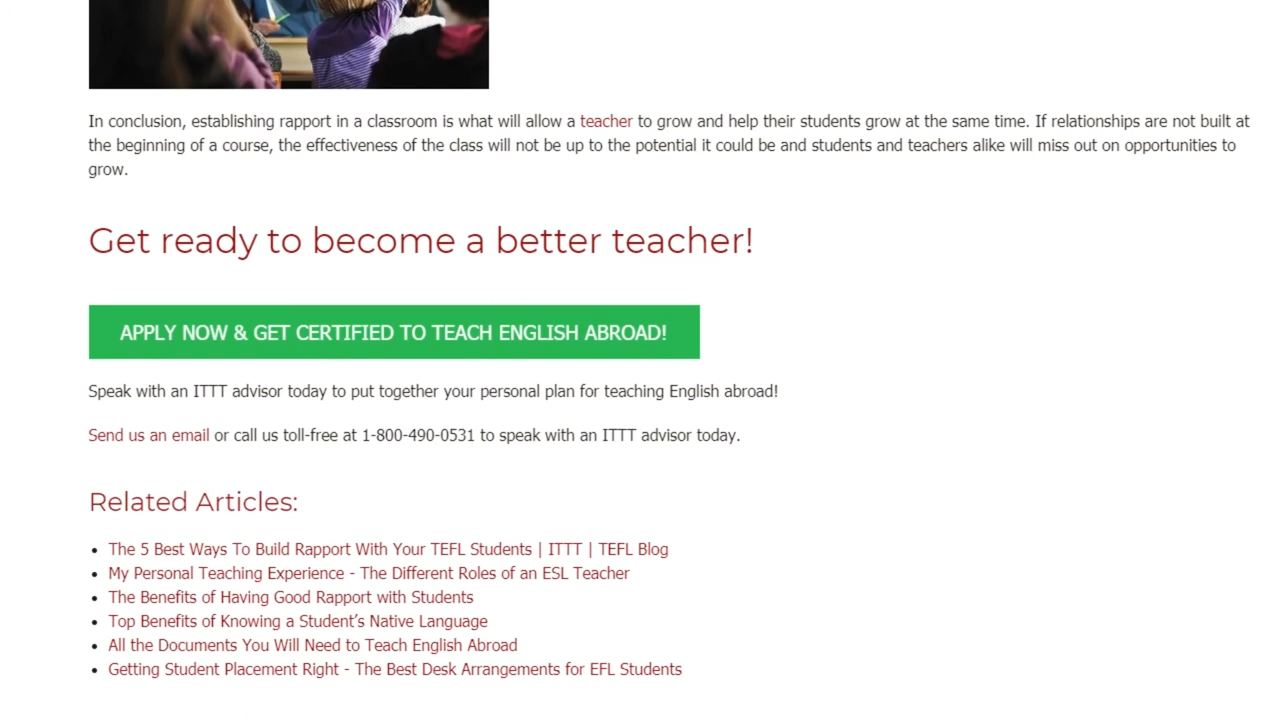 In conclusion, establishing rapport in a classroom is what will allow a teacher to grow and help their students grow at the same time. If relationships are not built at
the beginning of a course, the effectiveness of the class will not be up to the potential it could be and students and teachers alike will miss out on opportunities to
grow.
Get ready to become a better teacher!
APPLY NOW & GET CERTIFIED TO TEACH ENGLISH ABROAD!
Speak with an ITTT advisor today to put together your personal plan for teaching English abroad!
Send us an email or call us toll-free at 1-800-490-0531 to speak with an ITTT advisor today.
Related Articles:
• The 5 Best Ways To Build Rapport With Your TEFL Students | ITTT | TEFL Blog
• My Personal Teaching Experience - The Different Roles of an ESL Teacher
• The Benefits of Having Good Rapport with Students
• Top Benefits of Knowing a Student’s Native Language
• All the Documents You Will Need to Teach English Abroad
• Getting Student Placement Right - The Best Desk Arrangements for EFL Students